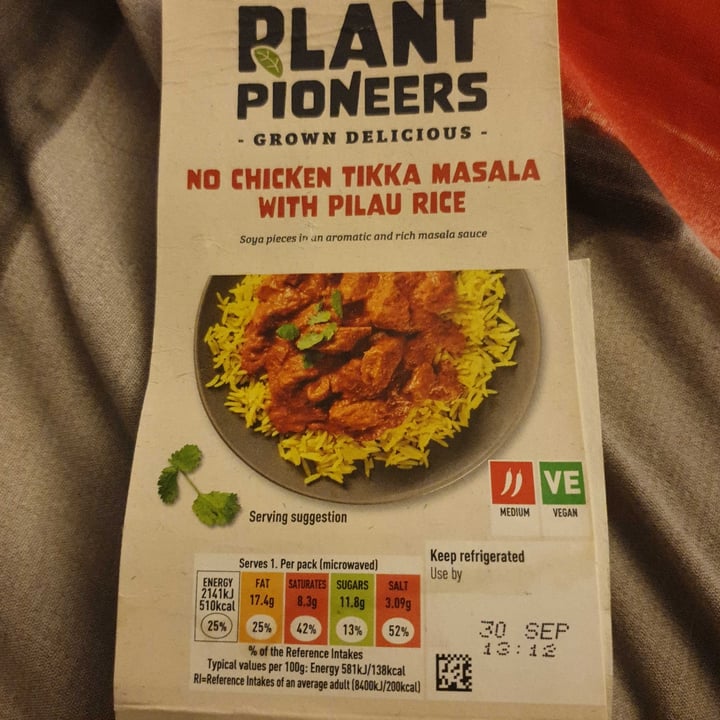 PLANT
PIONEERS
- GROWN DELICIOUS -
NO CHICKEN TIKKA MASALA
WITH PILAU RICE
Soya pieces in an aromatic and rich masala sauce
MEDIUM
VE
VEGAN
Serving suggestion
Serves 1. Per pack (microwaved)
ENERGY
2141kJ
510kcal
25%
FAT
17.4g
25%
SATURATES
8.3g
42%
SUGARS
11.8g
13%
SALT
3.09g
52%
% of the Reference Intakes
Typical values per 100g: Energy 581kJ/138kcal
RI=Reference Intakes of an average adult (8400kJ/200kcal)
Keep refrigerated
Use by
30 SEP
13:12